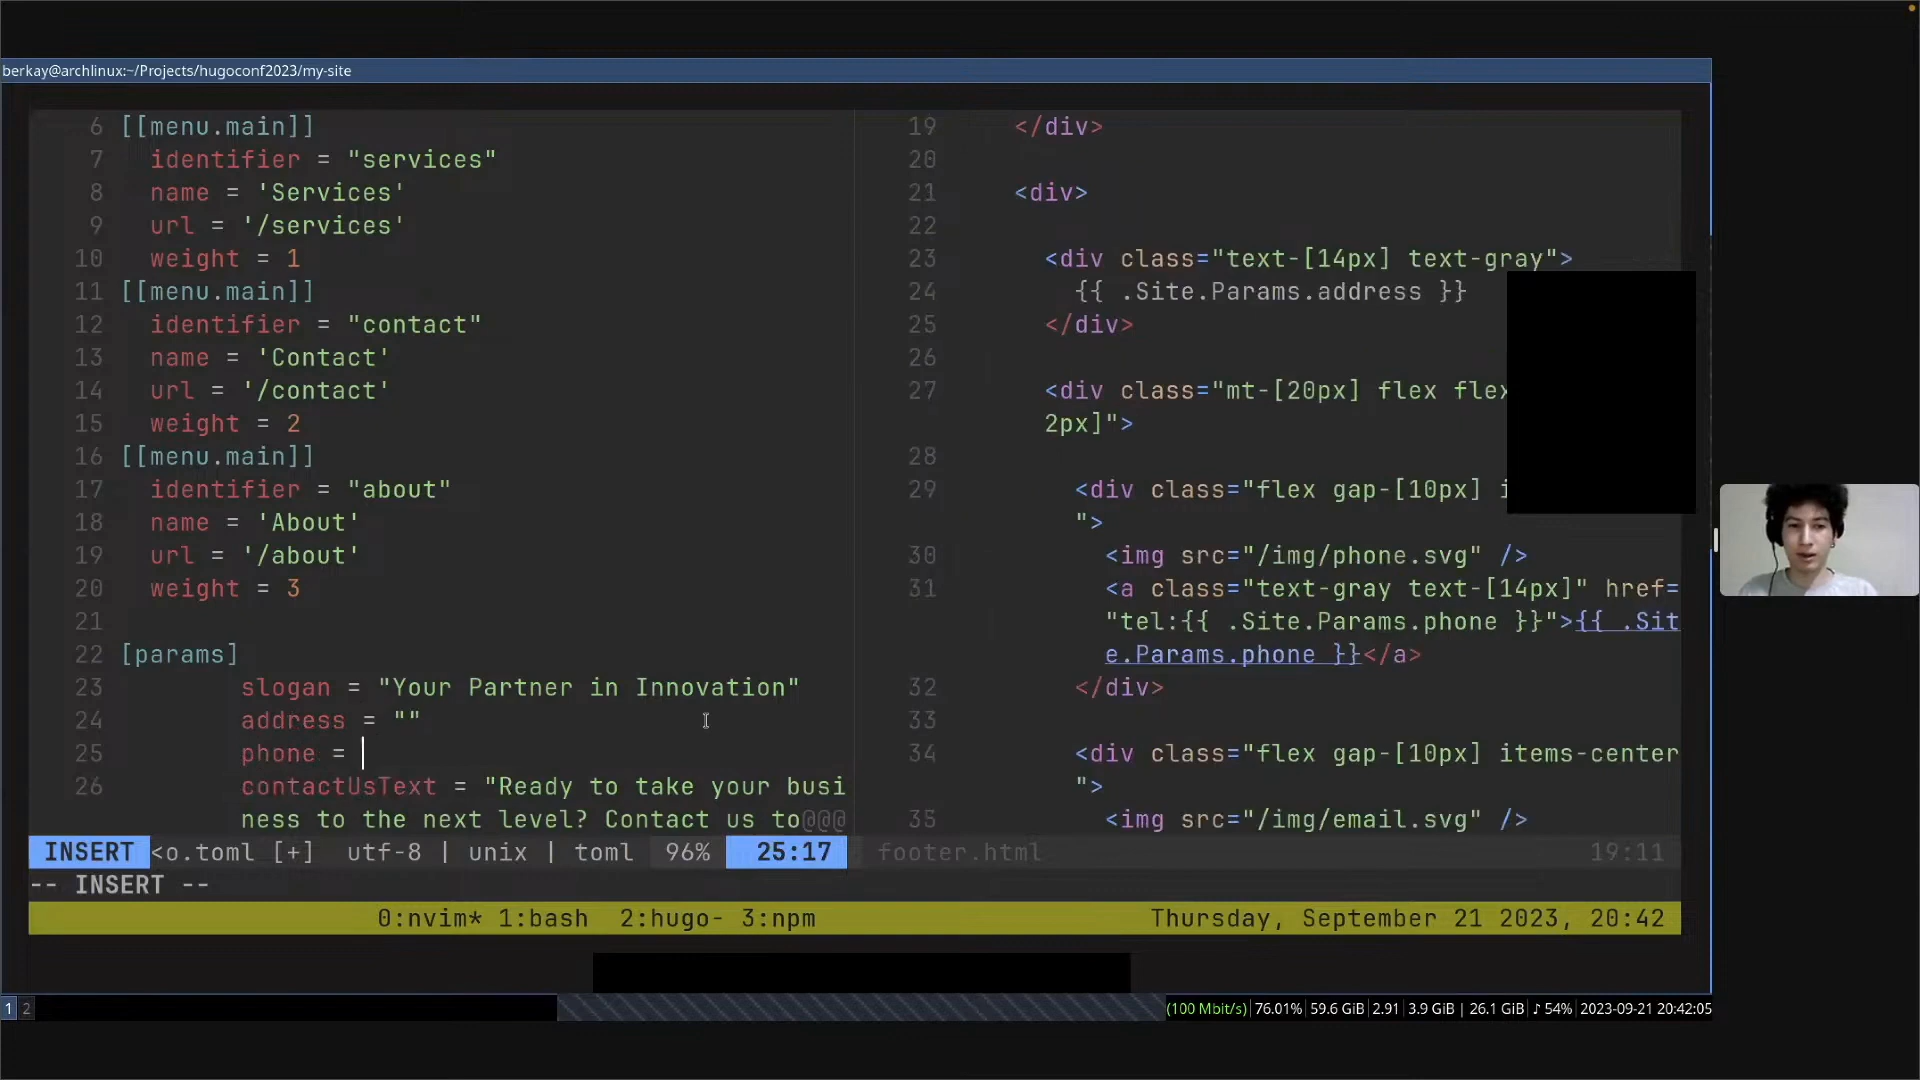 berkay@archlinux:~/Projects/hugoconf2023/my-site
6 [[menu.main]]
7 identifier = "services"
8 name = 'Services'
9 url = '/services'
10 weight = 1
11 [[menu.main]]
12 identifier = "contact"
13 name = 'Contact'
14 url = '/contact'
15 weight = 2
16 [[menu.main]]
17 identifier = "about"
18 name = 'About'
19 url = '/about'
20 weight = 3
21
22 [params]
23 slogan = "Your Partner in Innovation"
24 address = ""
25 phone =
26 contactUsText = "Ready to take your busi
ness to the next level? Contact us to@@@
19 </div>
20
21 <div>
22
23 <div class="text-[14px] text-gray">
24 {{ .Site.Params.address }}
25 </div>
26
27 <div class="mt-[20px] flex flex
2px]">
28
29 <div class="flex gap-[10px] i
">
30 <img src="/img/phone.svg" />
31 <a class="text-gray text-[14px]" href=
"tel:{{ .Site.Params.phone }}">{{ .Sit
e.Params.phone }}</a>
32 </div>
33
34 <div class="flex gap-[10px] items-center
">
35 <img src="/img/email.svg" />
INSERT <o.toml [+] utf-8 | unix | toml 96% 25:17
footer.html 19:11
-- INSERT --
0:nvim* 1:bash 2:hugo- 3:npm
Thursday, September 21 2023, 20:42
1 2
(100 Mbit/s) 76.01% 59.6 GiB 2.91 3.9 GiB | 26.1 GiB ♪ 54% 2023-09-21 20:42:05